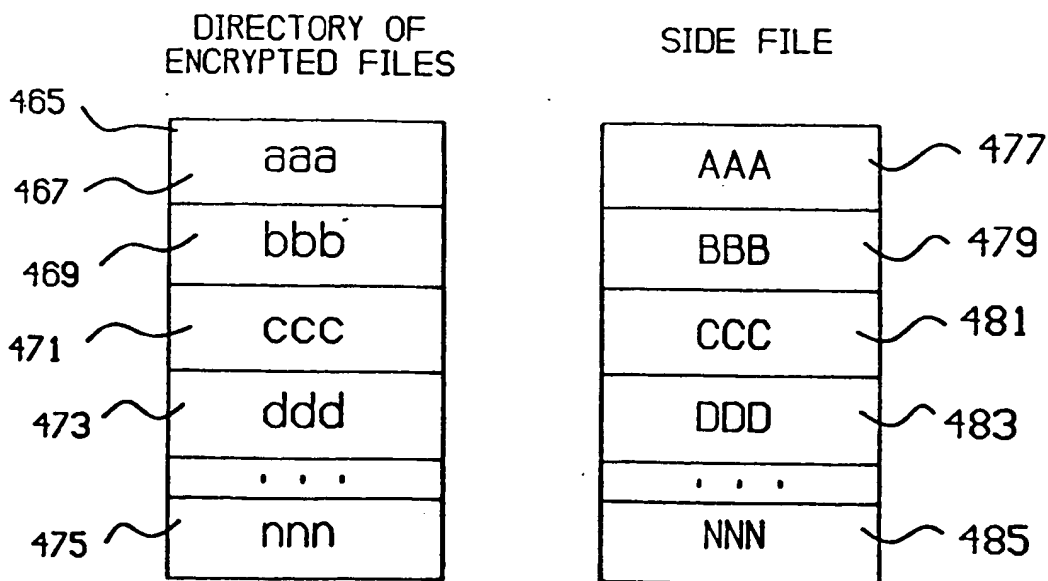 DIRECTORY OF
ENCRYPTED FILES
SIDE FILE
465
aaa
467
bbb
469
ccc
471
ddd
473
. . .
nnn
475
AAA
477
BBB
479
CCC
481
DDD
483
. . .
NNN
485